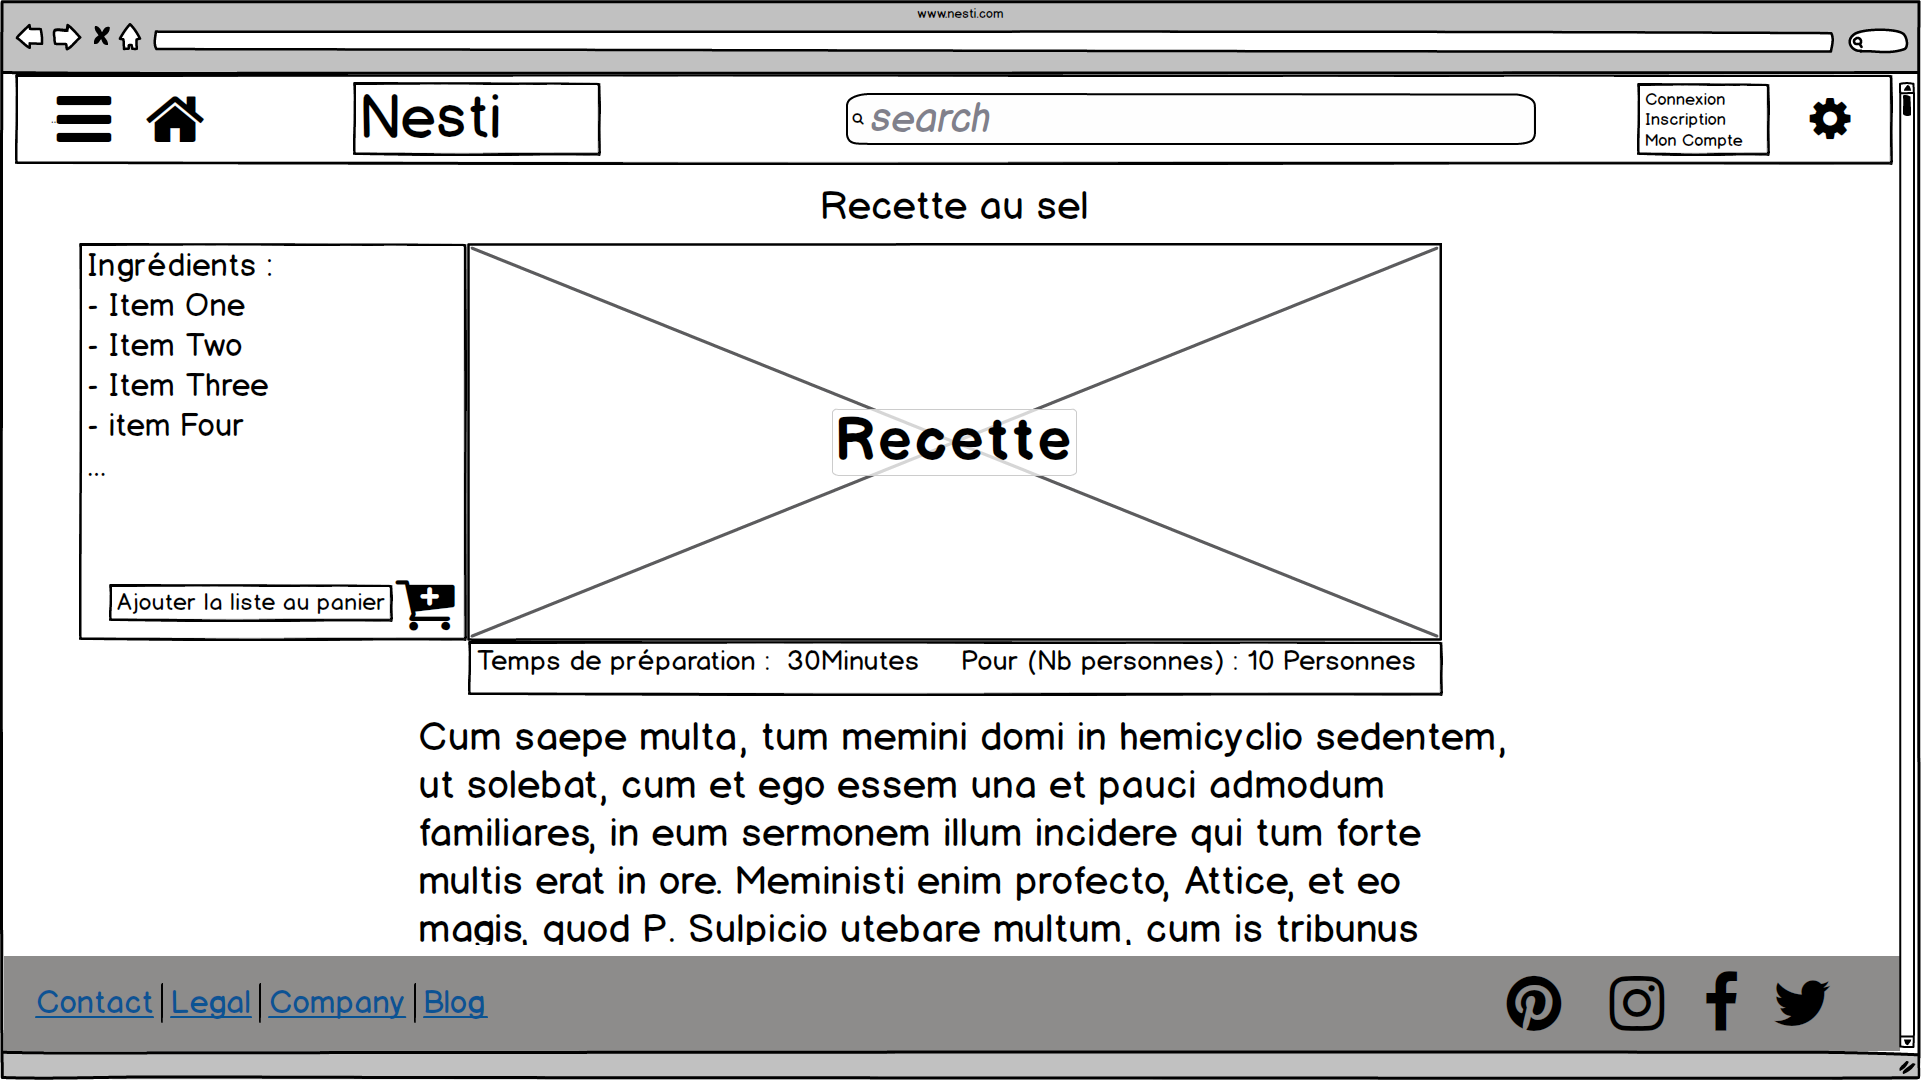 www.nesti.com
Nesti
search
Connexion
Inscription
Mon Compte
Recette au sel
Ingrédients :
- Item One
- Item Two
- Item Three
- item Four
...
Ajouter la liste au panier
Recette
Temps de préparation : 30Minutes Pour (Nb personnes) : 10 Personnes
Cum saepe multa, tum memini domi in hemicyclio sedentem,
ut solebat, cum et ego essem una et pauci admodum
familiares, in eum sermonem illum incidere qui tum forte
multis erat in ore. Meministi enim profecto, Attice, et eo
magis, quod P. Sulpicio utebare multum, cum is tribunus
Contact | Legal | Company | Blog